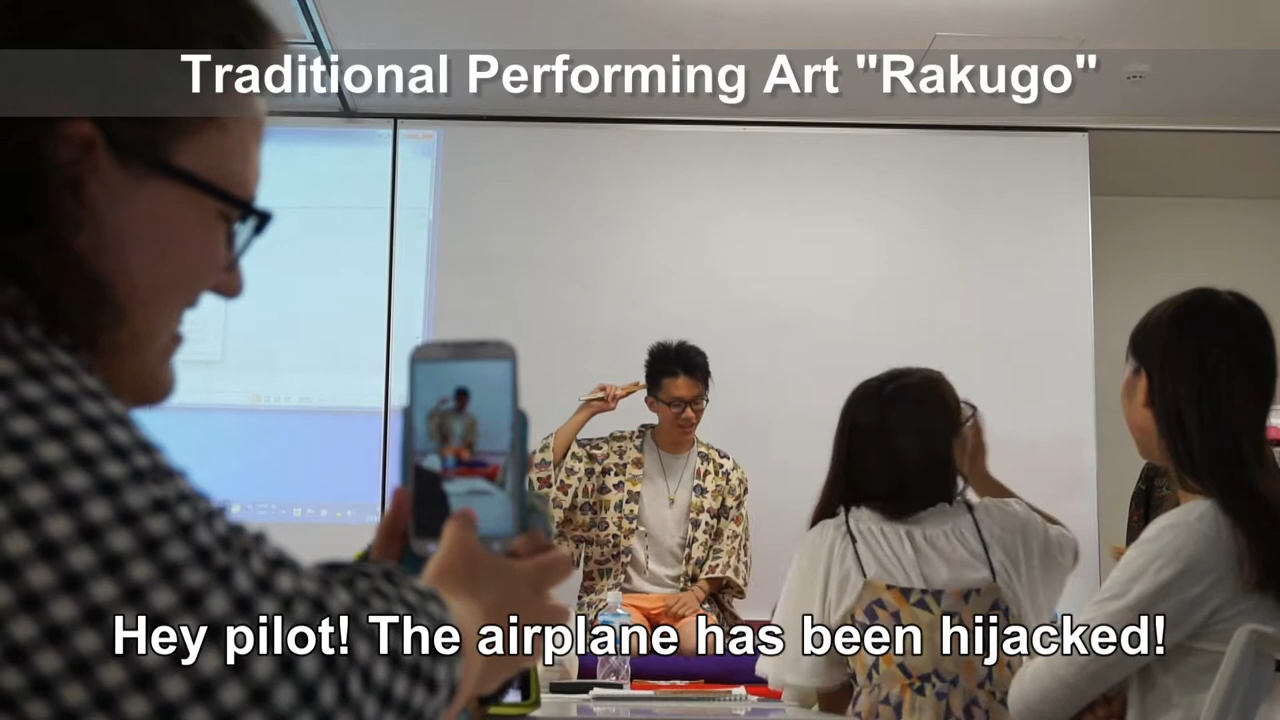 Traditional Performing Art "Rakugo"
Hey pilot! The airplane has been hijacked!